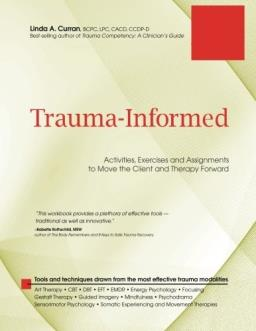 Linda A. Curran, BCPC, LPC, CACD, CCDP-D
Best-selling author of Trauma Competency: A Clinician's Guide
Trauma-Informed
Activities, Exercises and Assignments
to Move the Client and Therapy Forward
"This workbook provides a plethora of effective tools —
traditional as well as innovative."
-Babette Rothschild, MSW
author of The Body Remembers and 8 Keys to Safe Trauma Recovery
Tools and techniques drawn from the most effective trauma modalities
Art Therapy • CBT • DBT • EFT • EMDR • Energy Psychology • Focusing
Gestalt Therapy • Guided Imagery • Mindfulness • Psychodrama
Sensorimotor Psychology • Somatic Experiencing and Movement Therapies